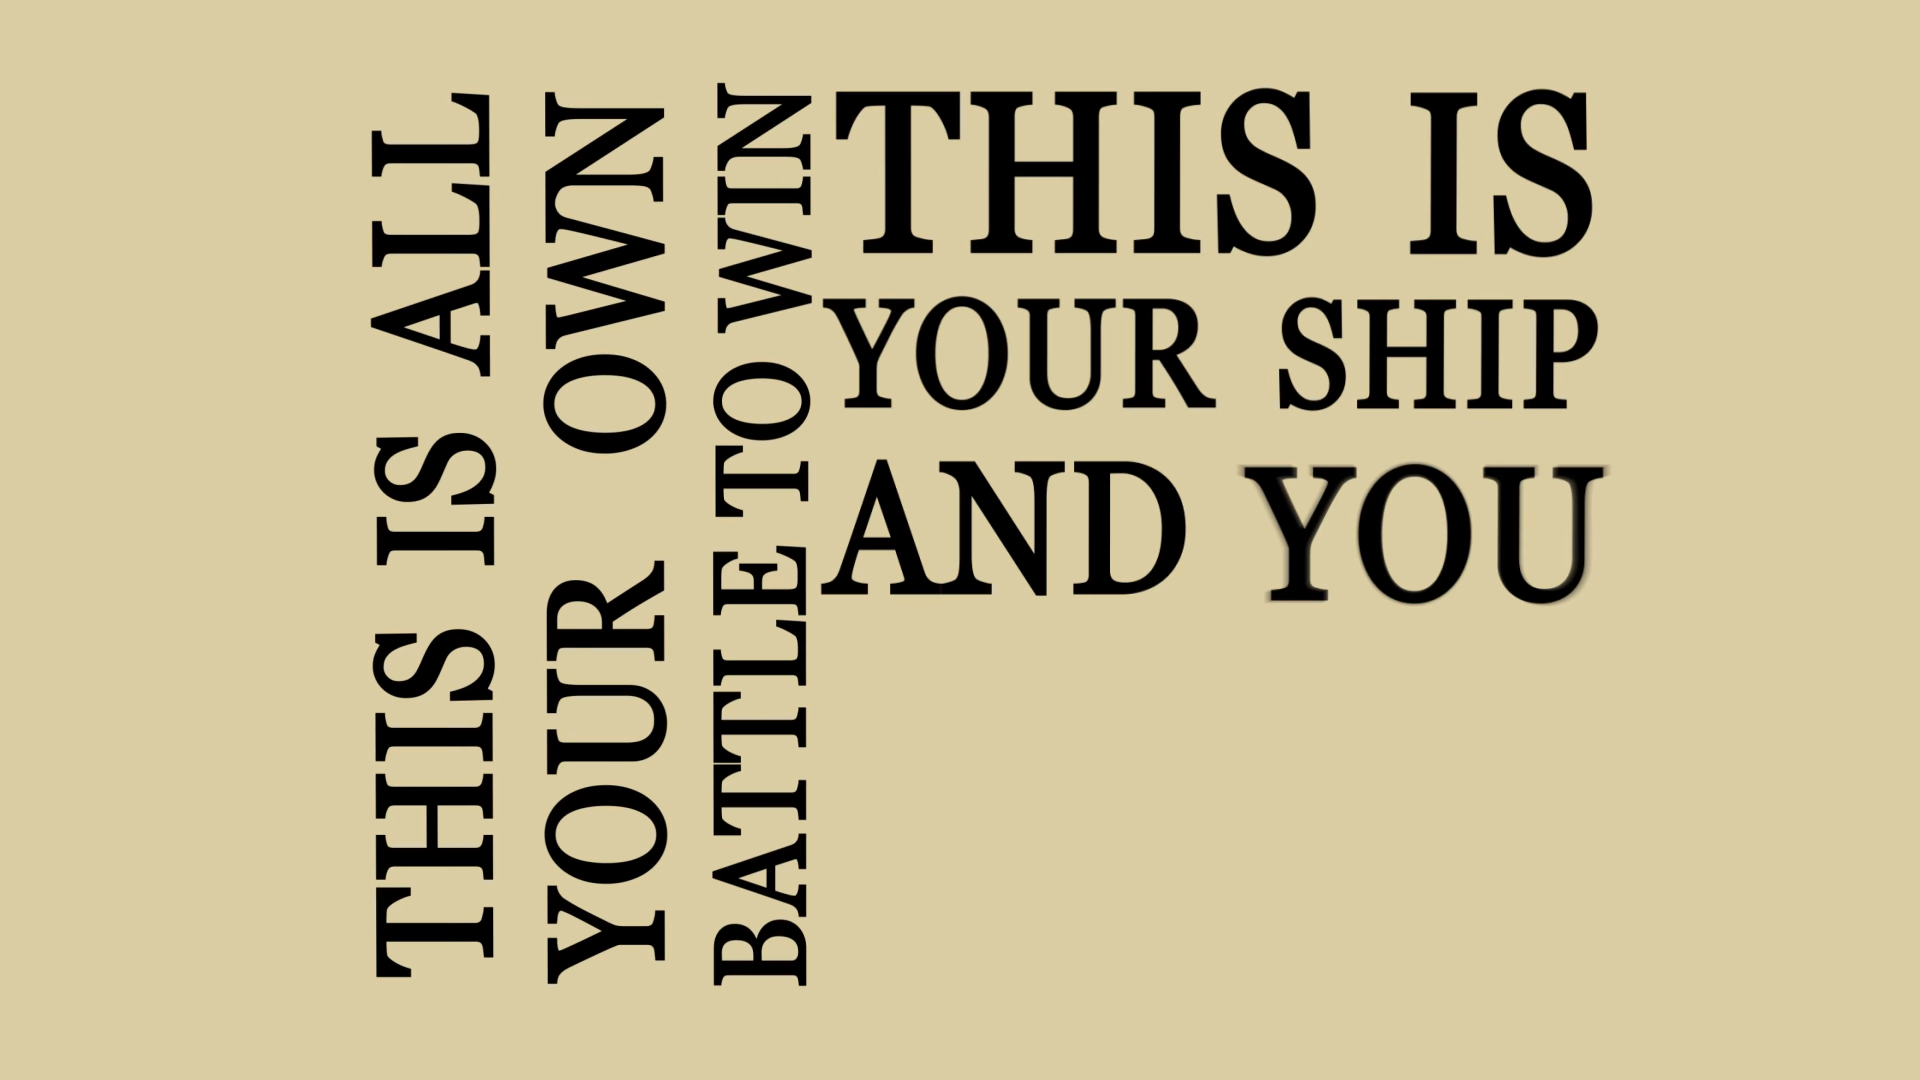 THIS IS ALL
YOUR OWN
BATTLE TO WIN
THIS IS
YOUR SHIP
AND YOU